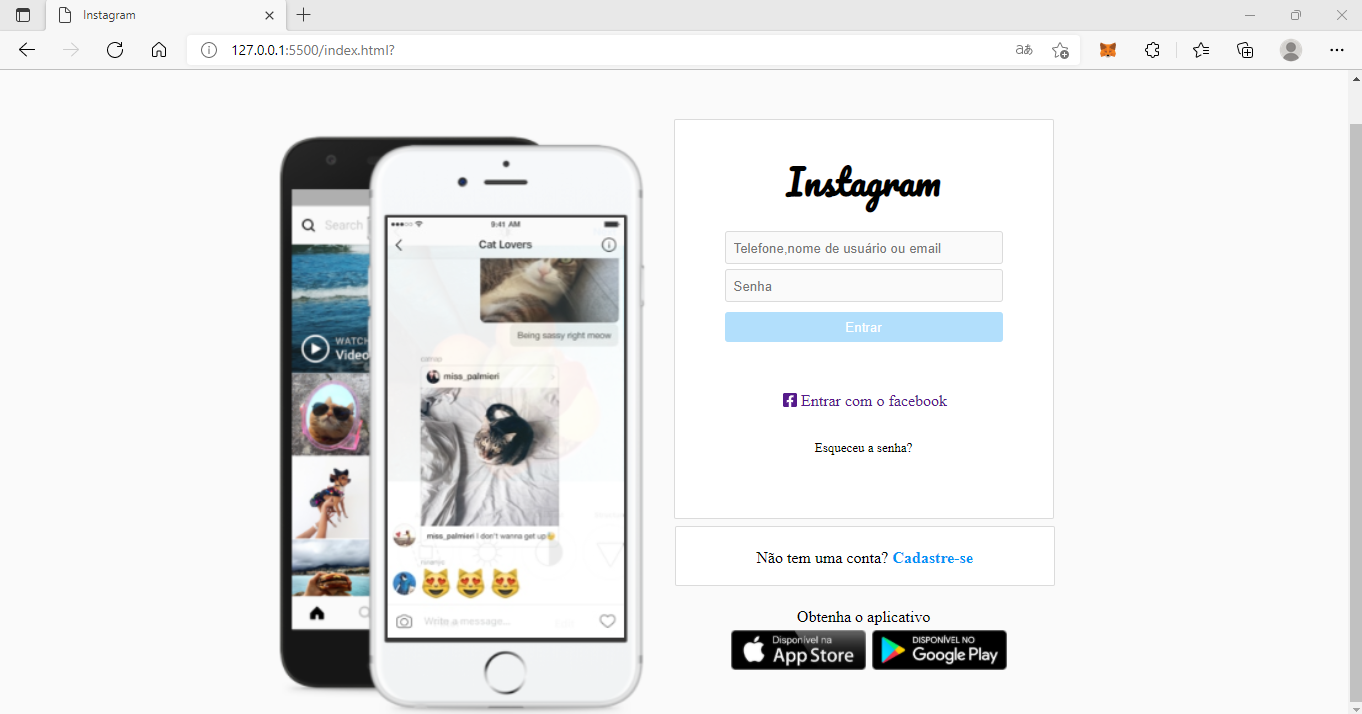 Instagram
127.0.0.1:5500/index.html?
aあ
Search
WATCH
Video
9:41 AM
Cat Lovers
Being sassy right meow
catnap
miss_palmieri
miss_palmieri I don't wanna get up
Write a message...
Instagram
Telefone,nome de usuário ou email
Senha
Entrar
Entrar com o facebook
Esqueceu a senha?
Não tem uma conta? Cadastre-se
Obtenha o aplicativo
Disponível na
App Store
DISPONÍVEL NO
Google Play